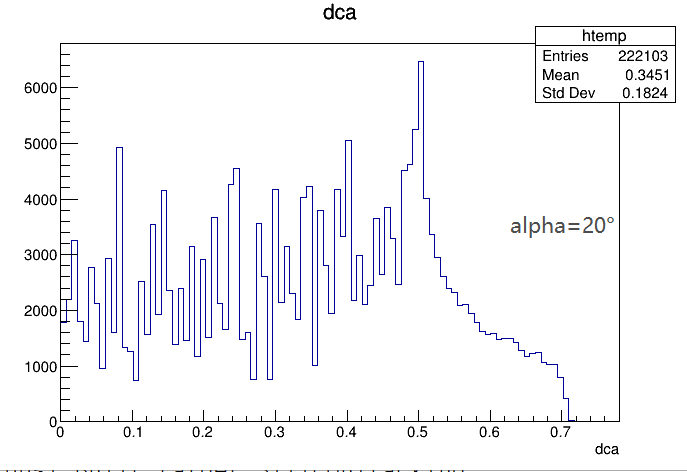 dca
htemp
Entries 222103
Mean 0.3451
Std Dev 0.1824
6000
5000
4000
3000
2000
1000
0
alpha=20°
0 0.1 0.2 0.3 0.4 0.5 0.6 0.7
dca